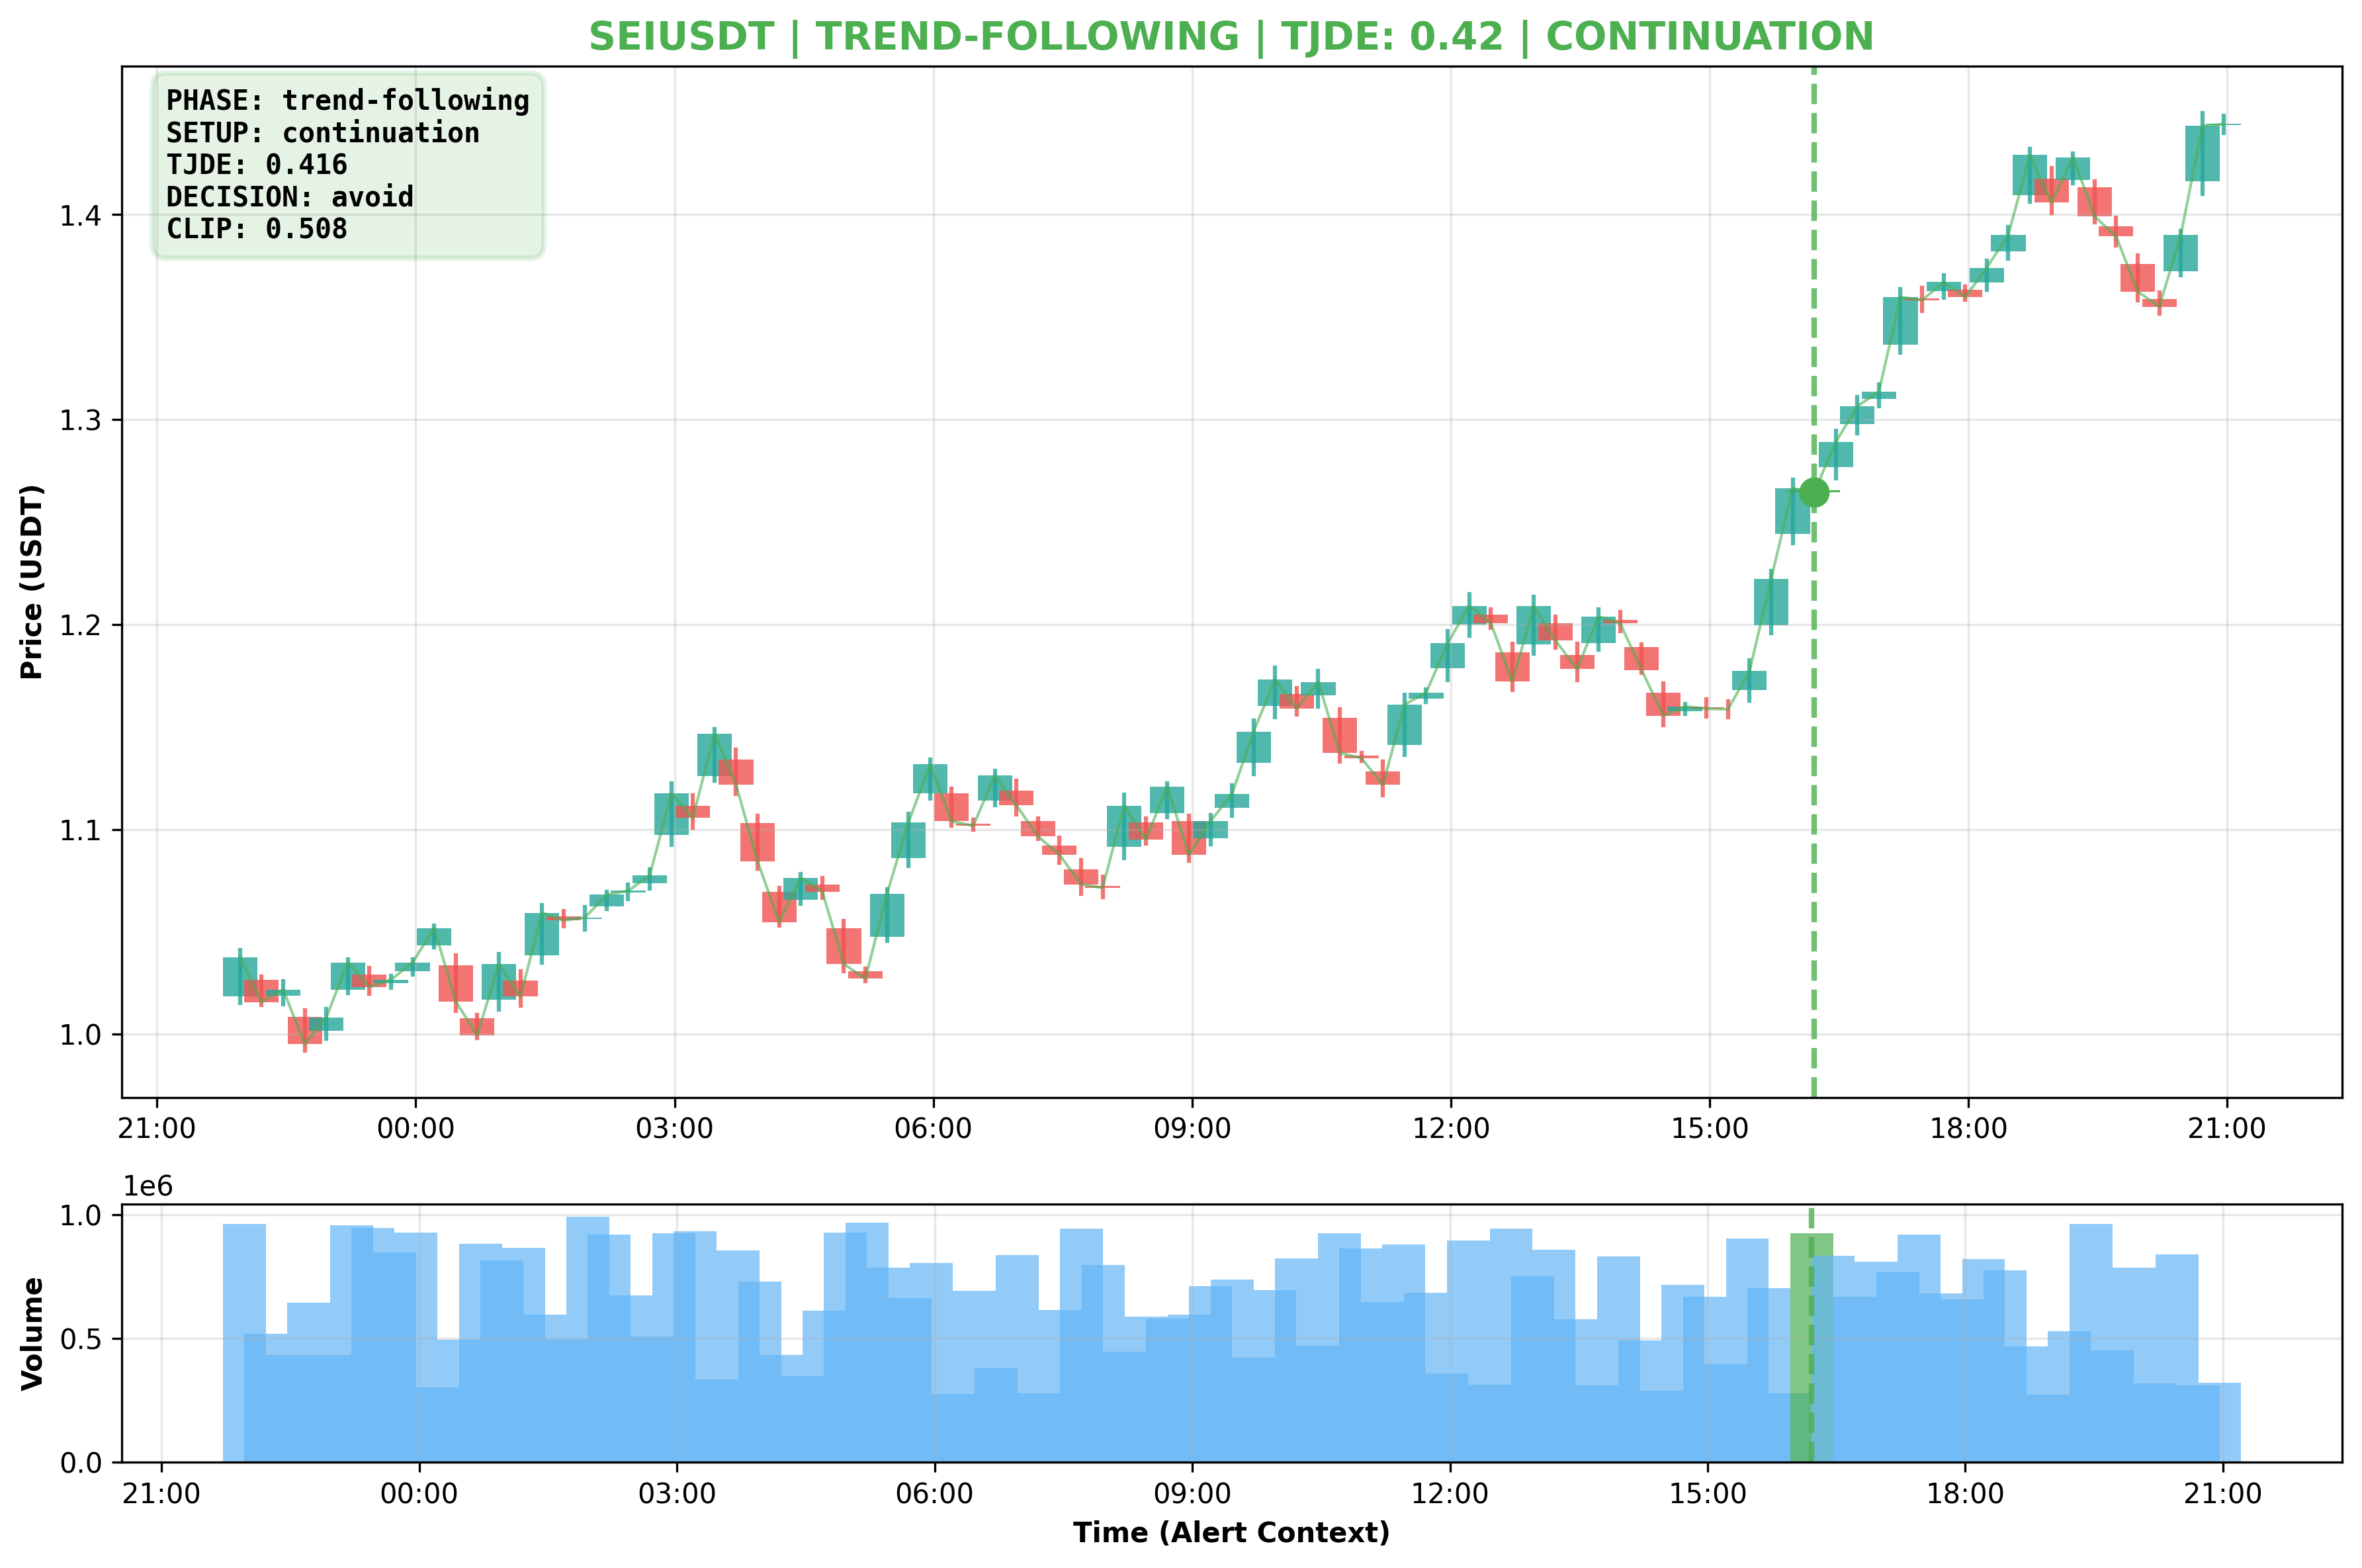 SEIUSDT | TREND-FOLLOWING | TJDE: 0.42 | CONTINUATION
PHASE: trend-following
SETUP: continuation
TJDE: 0.416
DECISION: avoid
CLIP: 0.508
Price (USDT)
1.4
1.3
1.2
1.1
1.0
21:00 00:00 03:00 06:00 09:00 12:00 15:00 18:00 21:00
1e6
Volume
1.0
0.5
0.0
21:00 00:00 03:00 06:00 09:00 12:00 15:00 18:00 21:00
Time (Alert Context)